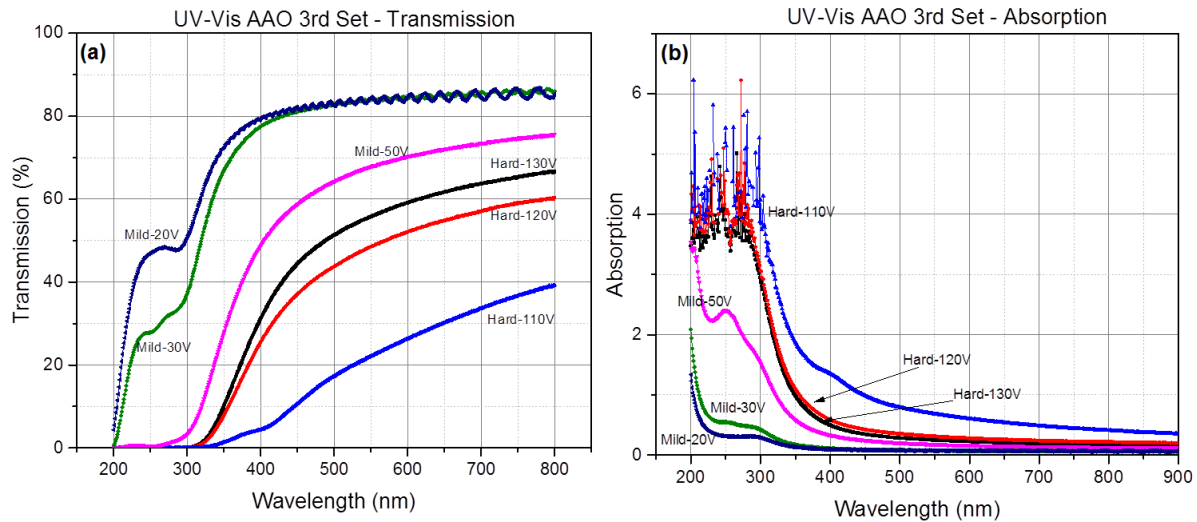 UV-Vis AAO 3rd Set - Transmission
(a)
100
80
60
40
20
0
Transmission (%)
Mild-20V
Mild-30V
Mild-50V
Hard-130V
Hard-120V
Hard-110V
200 300 400 500 600 700 800
Wavelength (nm)
UV-Vis AAO 3rd Set - Absorption
(b)
6
4
2
0
Absorption
Hard-110V
Mild-50V
Hard-120V
Hard-130V
Mild-30V
Mild-20V
200 300 400 500 600 700 800 900
Wavelength (nm)